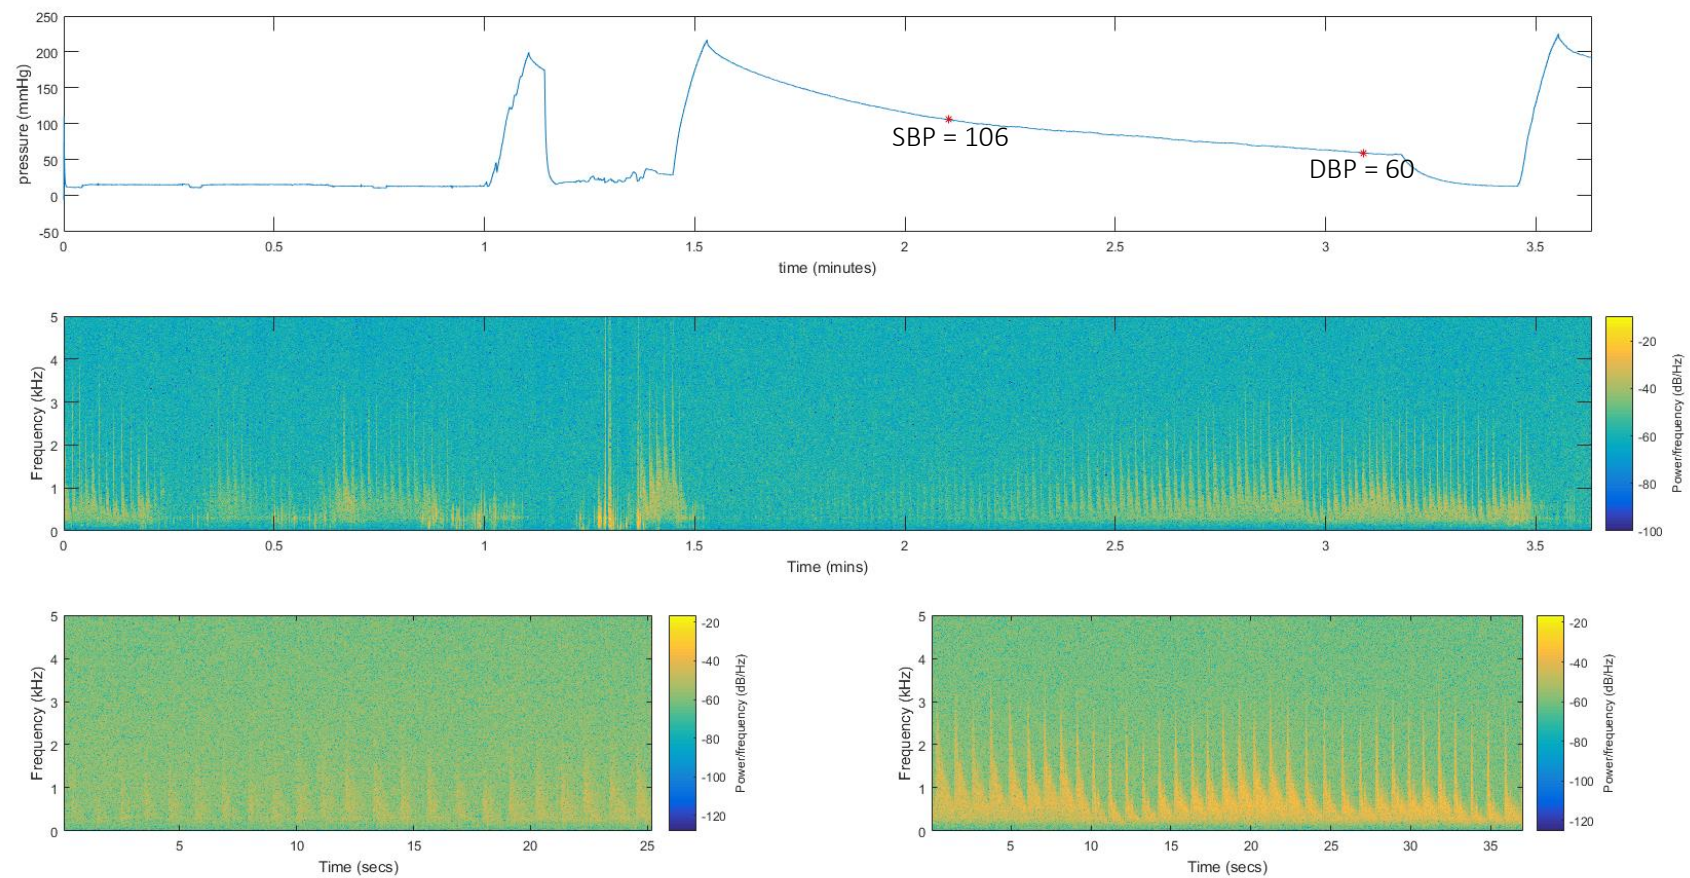 250
200
150
100
50
0
-50
pressure (mmHg)
SBP = 106
DBP = 60
0 0.5 1 1.5 2 2.5 3 3.5
time (minutes)
5
4
3
2
1
0
Frequency (kHz)
0 0.5 1 1.5 2 2.5 3 3.5
Time (mins)
-20
-40
-60
-80
-100
Power/frequency (dB/Hz)
5
4
3
2
1
0
Frequency (kHz)
5 10 15 20 25
Time (secs)
-20
-40
-60
-80
-100
-120
Power/frequency (dB/Hz)
5
4
3
2
1
0
Frequency (kHz)
5 10 15 20 25 30 35
Time (secs)
-20
-40
-60
-80
-100
-120
Power/frequency (dB/Hz)